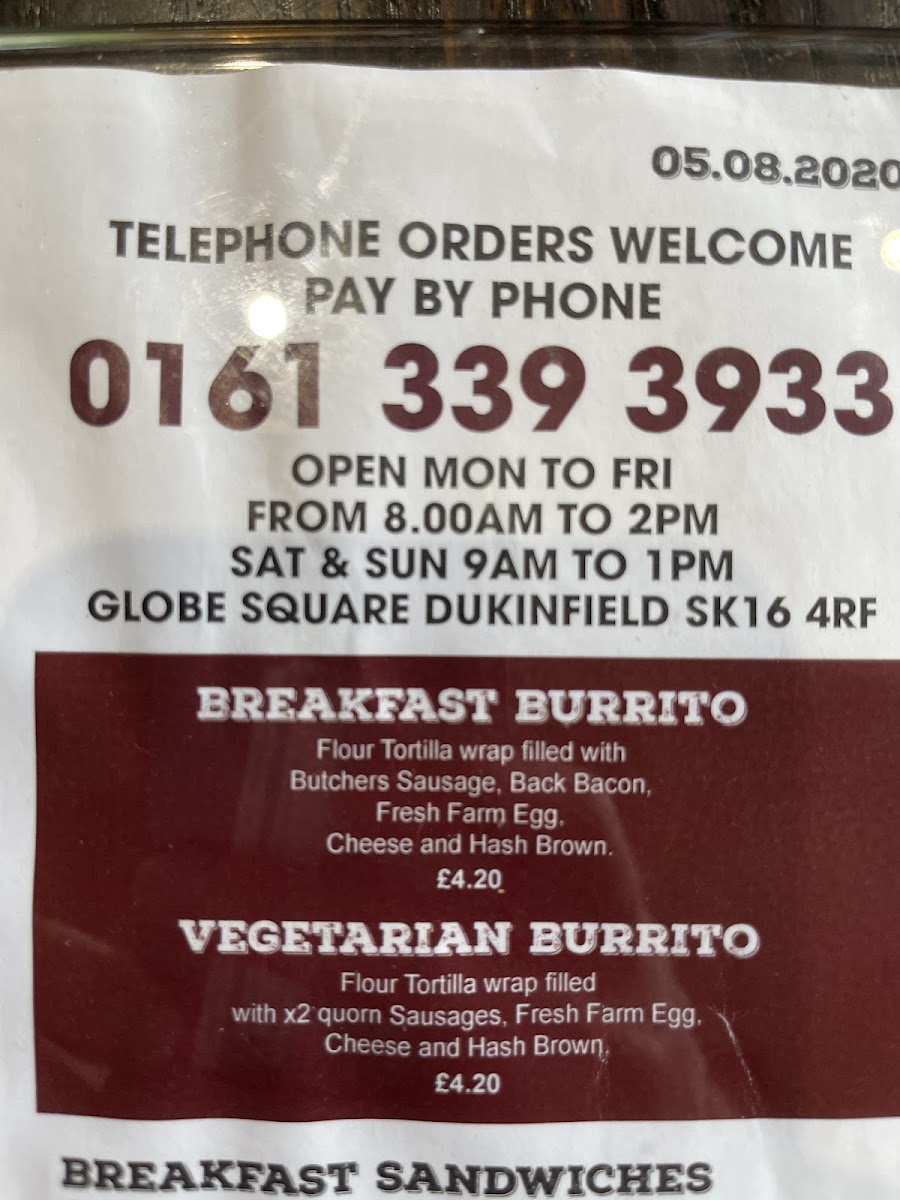 05.08.2020
TELEPHONE ORDERS WELCOME
PAY BY PHONE
0161 339 3933
OPEN MON TO FRI
FROM 8.00AM TO 2PM
SAT & SUN 9AM TO 1PM
GLOBE SQUARE DUKINFIELD SK16 4RF
BREAKFAST BURRITO
Flour Tortilla wrap filled with
Butchers Sausage, Back Bacon,
Fresh Farm Egg,
Cheese and Hash Brown.
£4.20
VEGETARIAN BURRITO
Flour Tortilla wrap filled
with x2 quorn Sausages, Fresh Farm Egg,
Cheese and Hash Brown
£4.20
BREAKFAST SANDWICHES